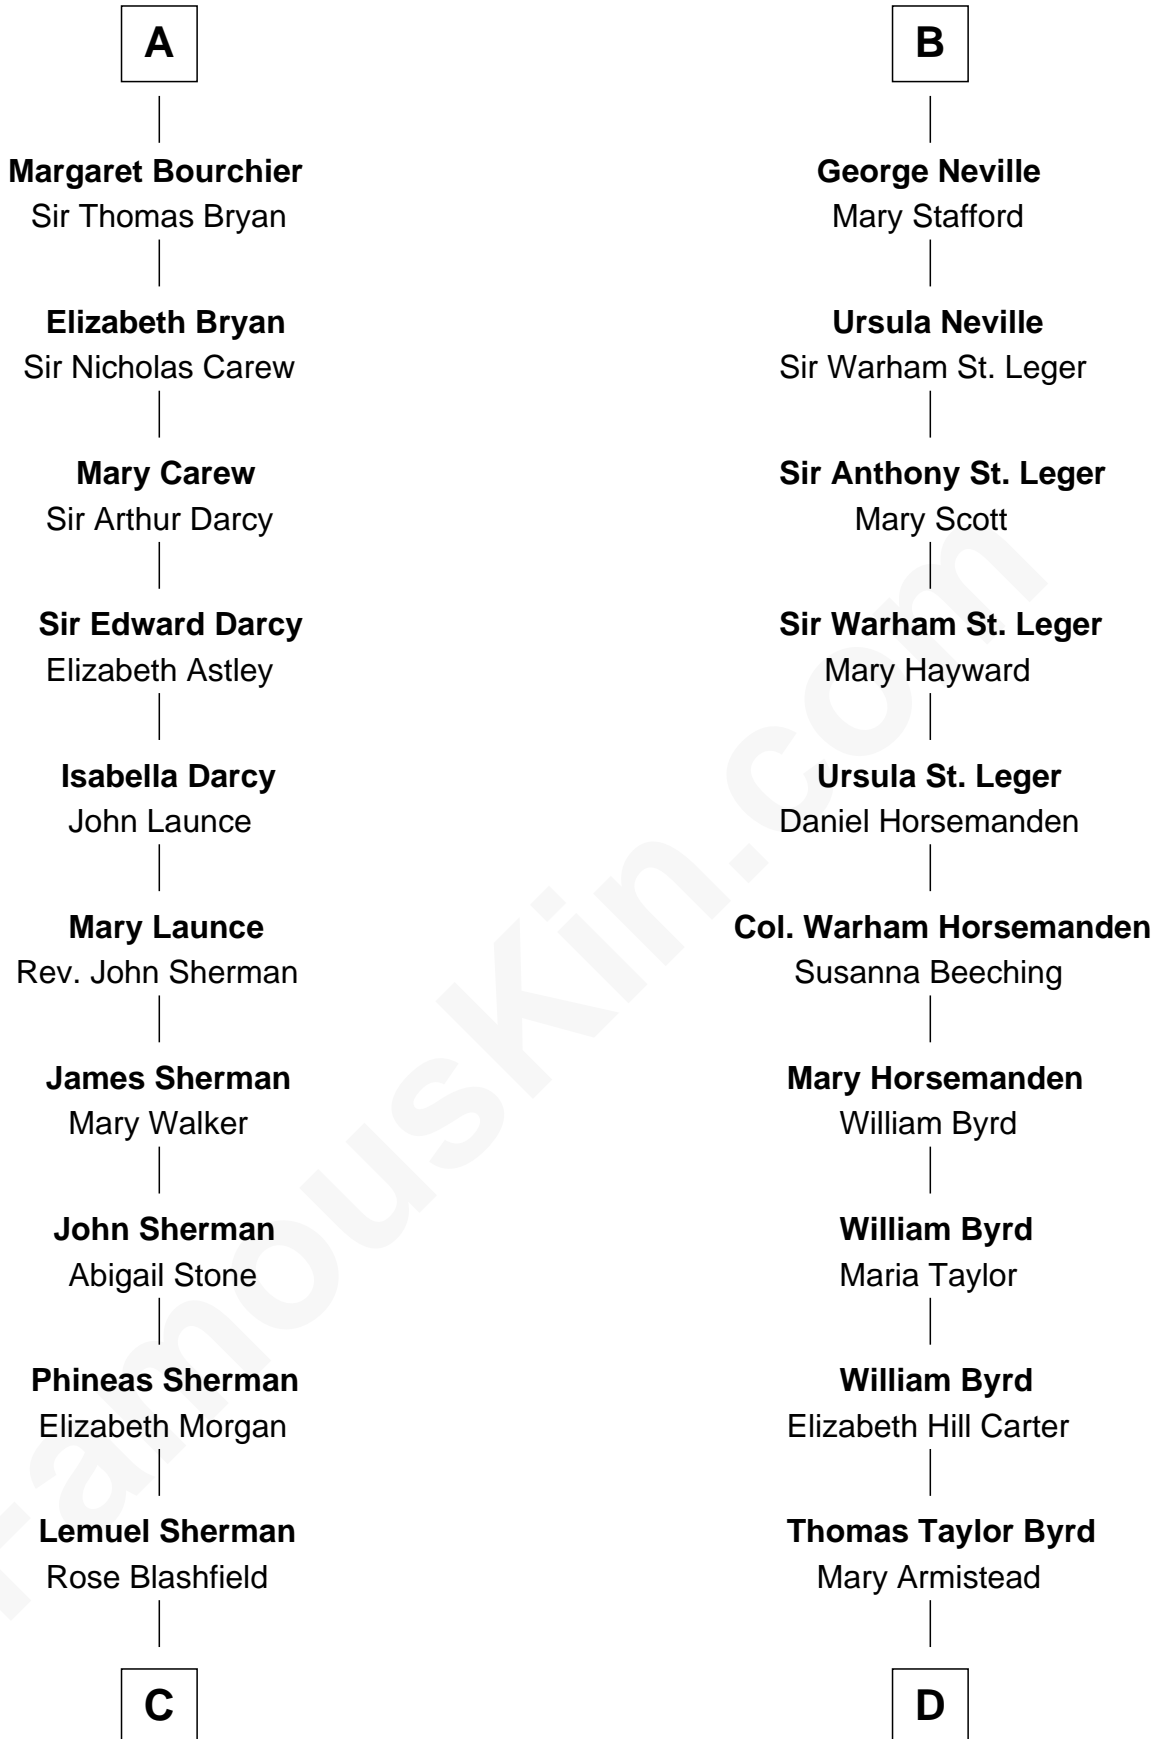 A
Margaret Bourchier
Sir Thomas Bryan
Elizabeth Bryan
Sir Nicholas Carew
Mary Carew
Sir Arthur Darcy
Sir Edward Darcy
Elizabeth Astley
Isabella Darcy
John Launce
Mary Launce
Rev. John Sherman
James Sherman
Mary Walker
John Sherman
Abigail Stone
Phineas Sherman
Elizabeth Morgan
Lemuel Sherman
Rose Blashfield
C
B
George Neville
Mary Stafford
Ursula Neville
Sir Warham St. Leger
Sir Anthony St. Leger
Mary Scott
Sir Warham St. Leger
Mary Hayward
Ursula St. Leger
Daniel Horsemanden
Col. Warham Horsemanden
Susanna Beeching
Mary Horsemanden
William Byrd
William Byrd
Maria Taylor
William Byrd
Elizabeth Hill Carter
Thomas Taylor Byrd
Mary Armistead
D
FamousKin.com